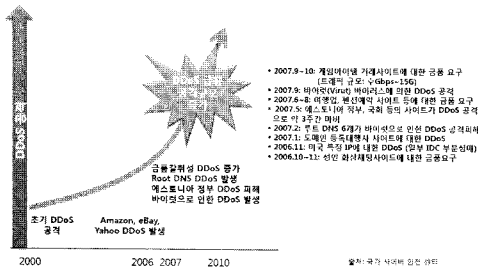 DDoS 공격
• 2007.9~10: 게임아이템 거래사이트에 대한 금품 요구
(트래픽 규모: 수Gbps~15G)
• 2007.9: 바이럿(Virut) 바이러스에 의한 DDoS 공격
• 2007.6~8: 여행업, 펜션예약 사이트 등에 대한 금품 요구
• 2007.5: 에스토니아 정부, 국회 등의 사이트가 DDoS 공격
으로 약 3주간 마비
• 2007.2: 루트 DNS 6개가 바이럿으로 인한 DDoS 공격피해
• 2007.1: 도메인 등록대행사 사이트에 대한 DDoS
• 2006.11: 미국 특정 IP에 대한 DDoS (일부 IDC 부분장애)
• 2006.10~11: 성인 화상채팅사이트에 대한 금품요구
금품갈취성 DDoS 증가
Root DNS DDoS 발생
에스토니아 정부 DDoS 피해
바이럿으로 인한 DDoS 발생
초기 DDoS
공격
Amazon, eBay,
Yahoo DDoS 발생
2000 2006 2007 2010
출처: 국가 사이버 안전 센터